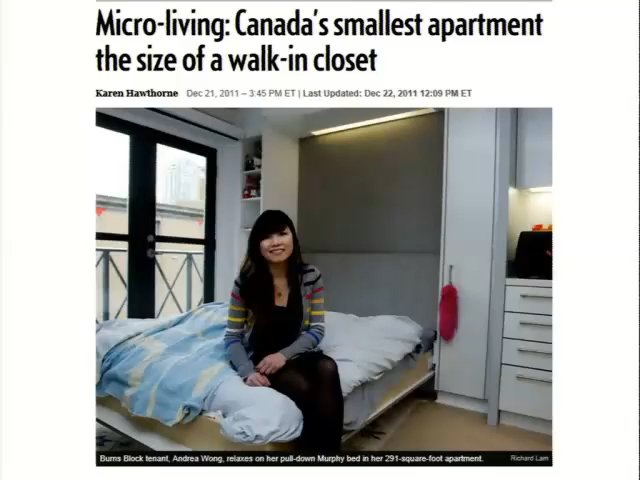 Micro-living: Canada's smallest apartment
the size of a walk-in closet
Karen Hawthorne Dec 21, 2011 – 3:45 PM ET | Last Updated: Dec 22, 2011 12:09 PM ET
Burns Block tenant, Andrea Wong, relaxes on her pull-down Murphy bed in her 291-square-foot apartment. Richard Lam